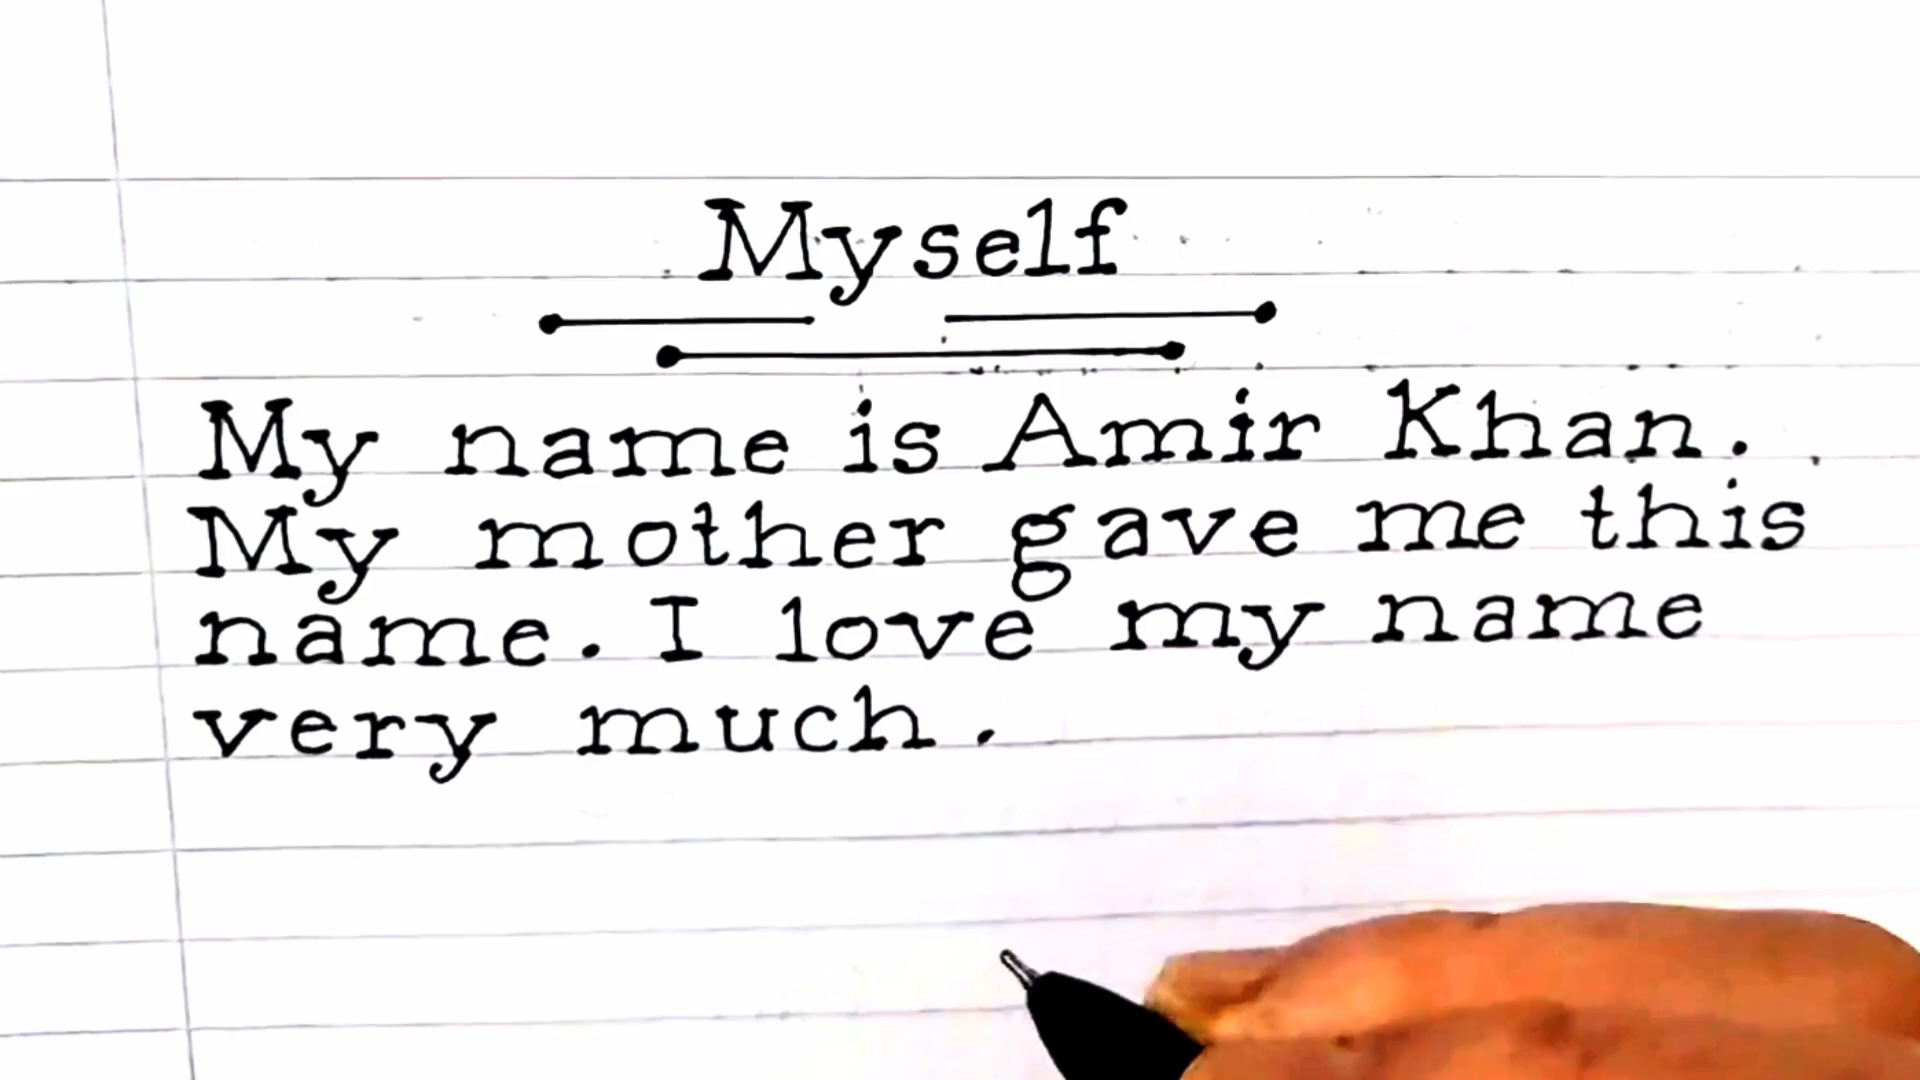 Myself
My name is Amir Khan.
My mother gave me this
name. I love my name
very much.